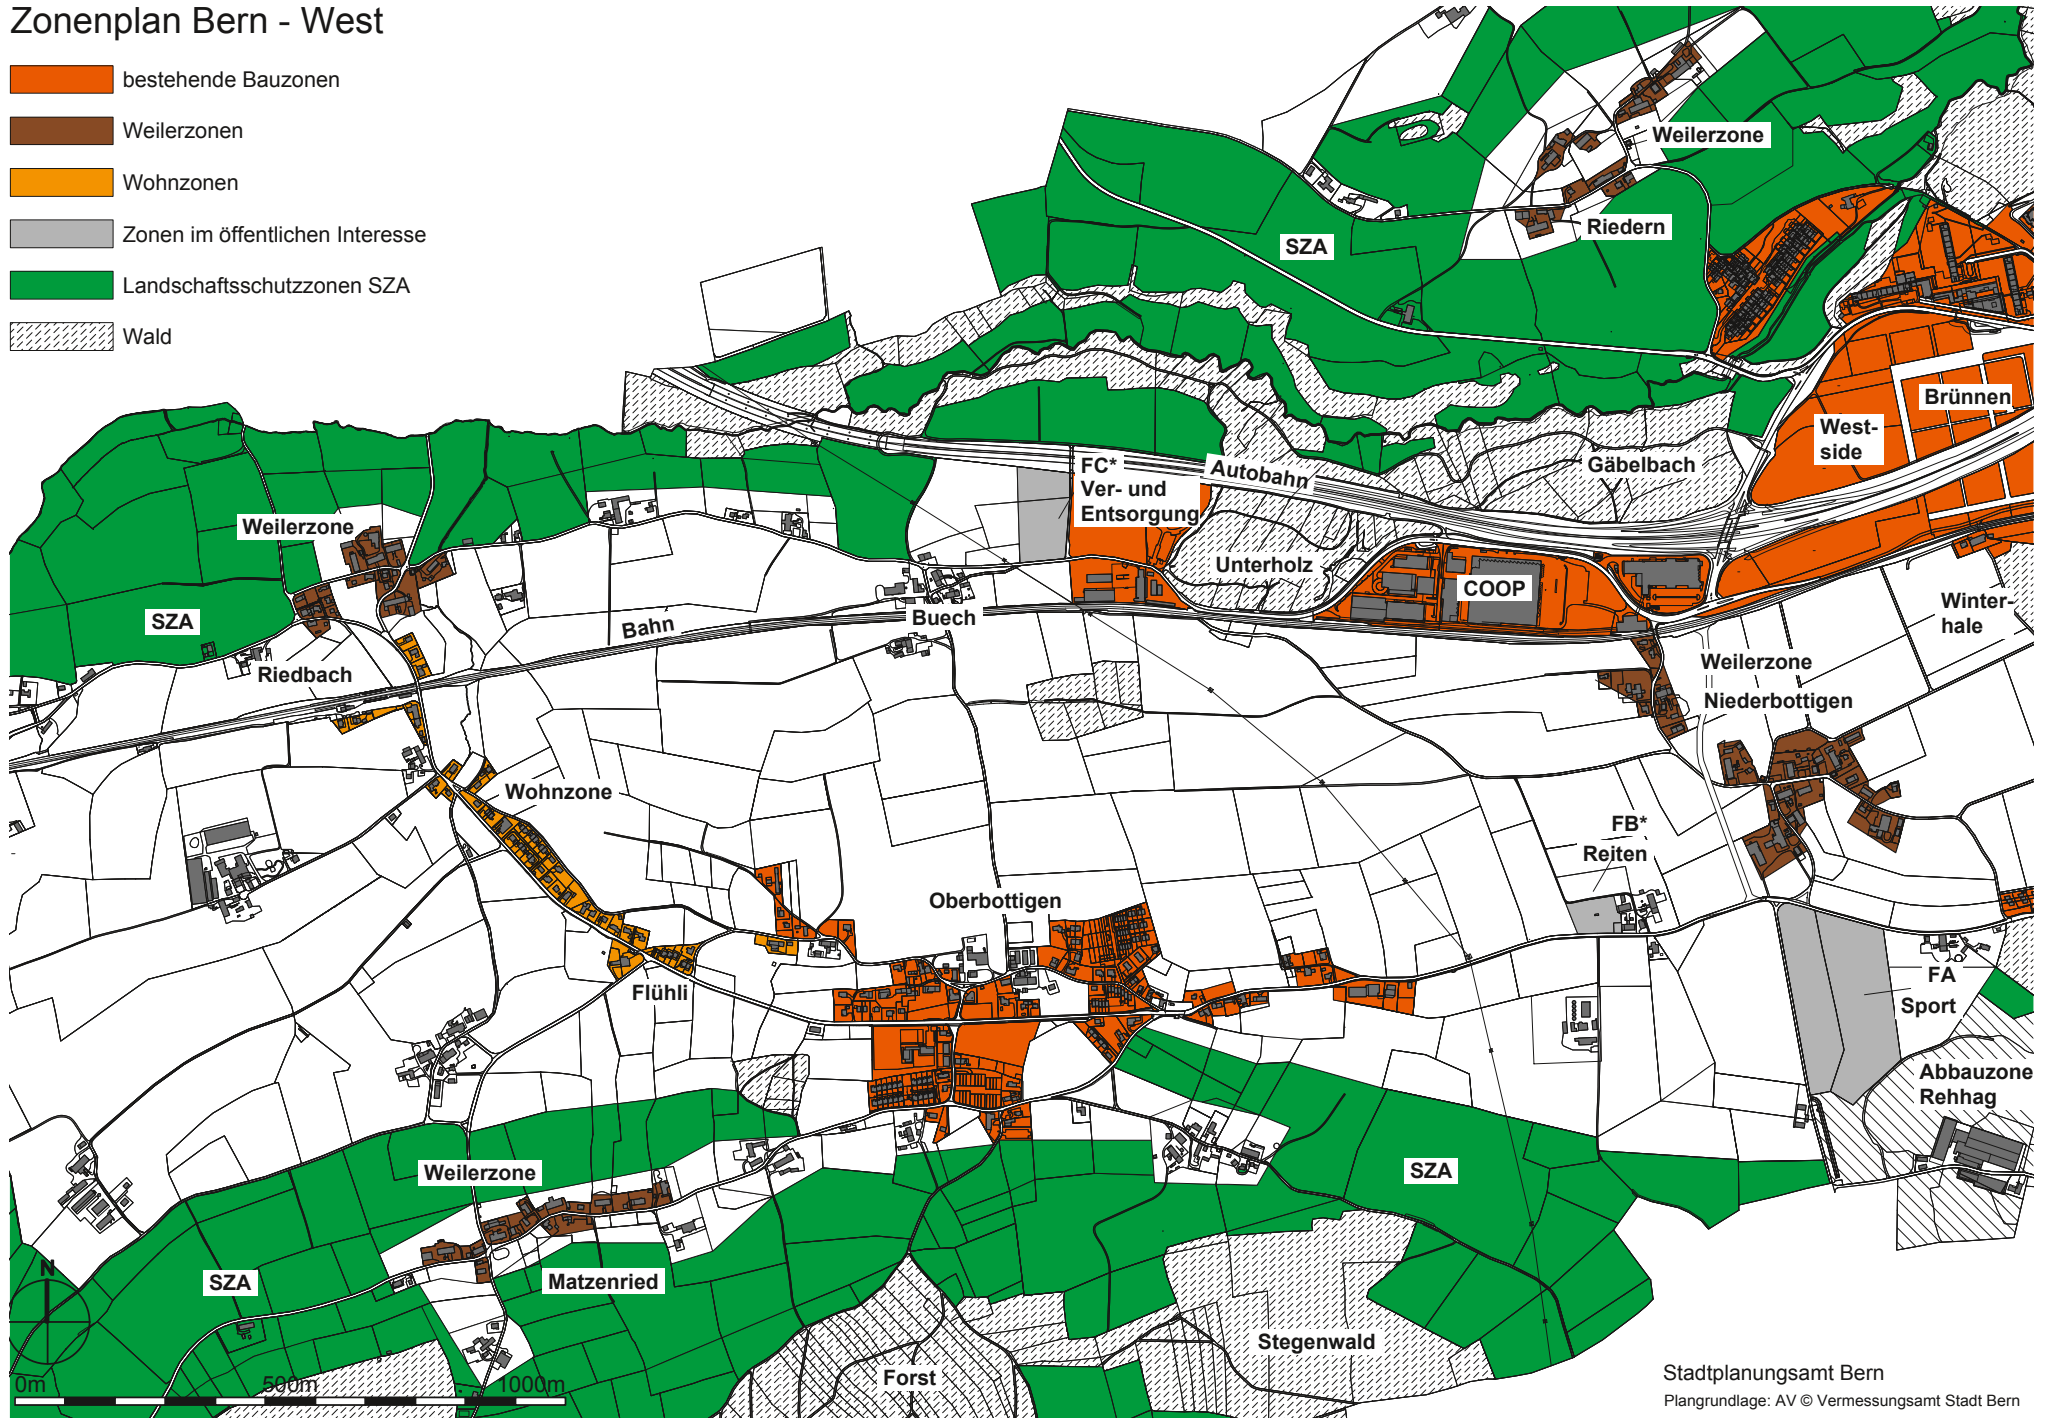 Zonenplan Bern - West
bestehende Bauzonen
Weilerzonen
Wohnzonen
Zonen im öffentlichen Interesse
Landschaftsschutzzonen SZA
Wald
Weilerzone
Riedern
SZA
Brünnen
West-
side
FC*
Ver- und
Entsorgung
Autobahn
Gäbelbach
Weilerzone
Unterholz
COOP
SZA
Bahn
Buech
Winter-
hale
Riedbach
Weilerzone
Niederbottigen
Wohnzone
FB*
Reiten
Oberbottigen
Flühli
FA
Sport
Abbauzone
Rehhag
Weilerzone
SZA
SZA
Matzenried
N
Stegenwald
Forst
0m
500m
1000m
Stadtplanungsamt Bern
Plangrundlage: AV © Vermessungsamt Stadt Bern